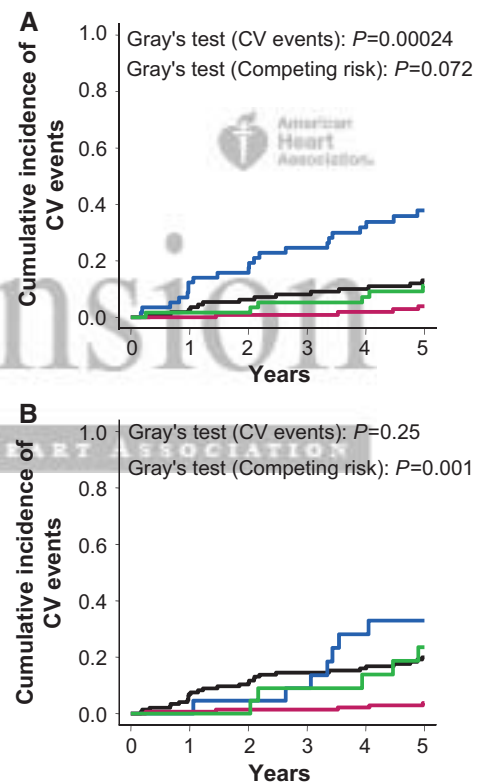 A
Gray's test (CV events): P=0.00024
Gray's test (Competing risk): P=0.072
American
Heart
Association®
Cumulative incidence of
CV events
1.0
0.8
0.6
0.4
0.2
0.0
nsion
0 1 2 3 4 5
Years
B
Gray's test (CV events): P=0.25
EART ASSOCIATION
Gray's test (Competing risk): P=0.001
Cumulative incidence of
CV events
1.0
0.8
0.6
0.4
0.2
0.0
0 1 2 3 4 5
Years